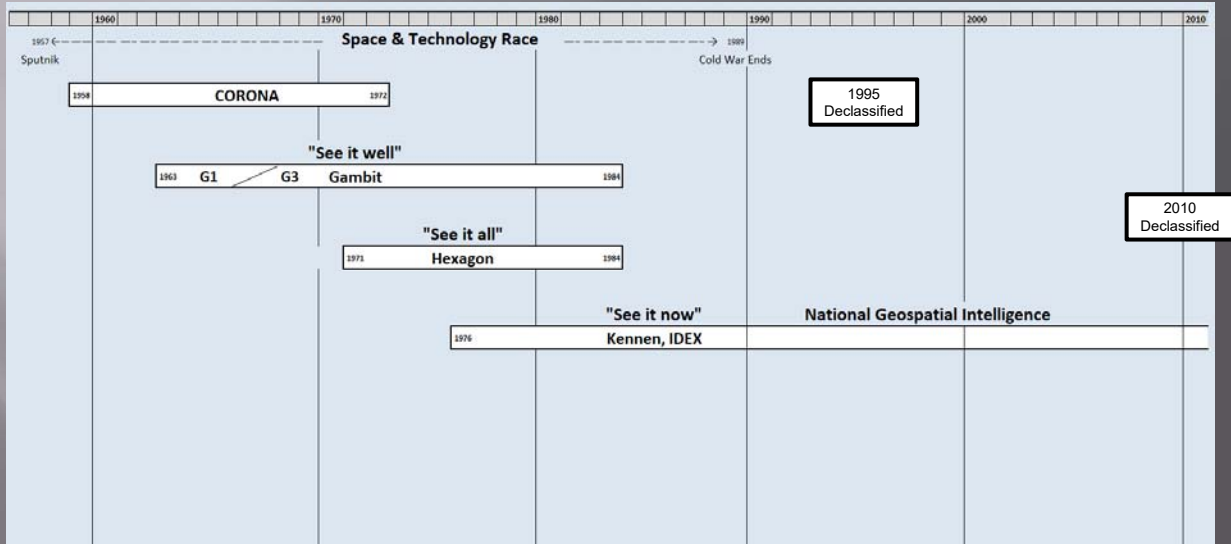 1960 1970 1980 1990 2000 2010
1957 Space & Technology Race 1989
Sputnik Cold War Ends
1958 CORONA 1972
1995
Declassified
"See it well"
1963 G1 G3 Gambit 1984
2010
Declassified
"See it all"
1971 Hexagon 1984
"See it now" National Geospatial Intelligence
1976 Kennen, IDEX